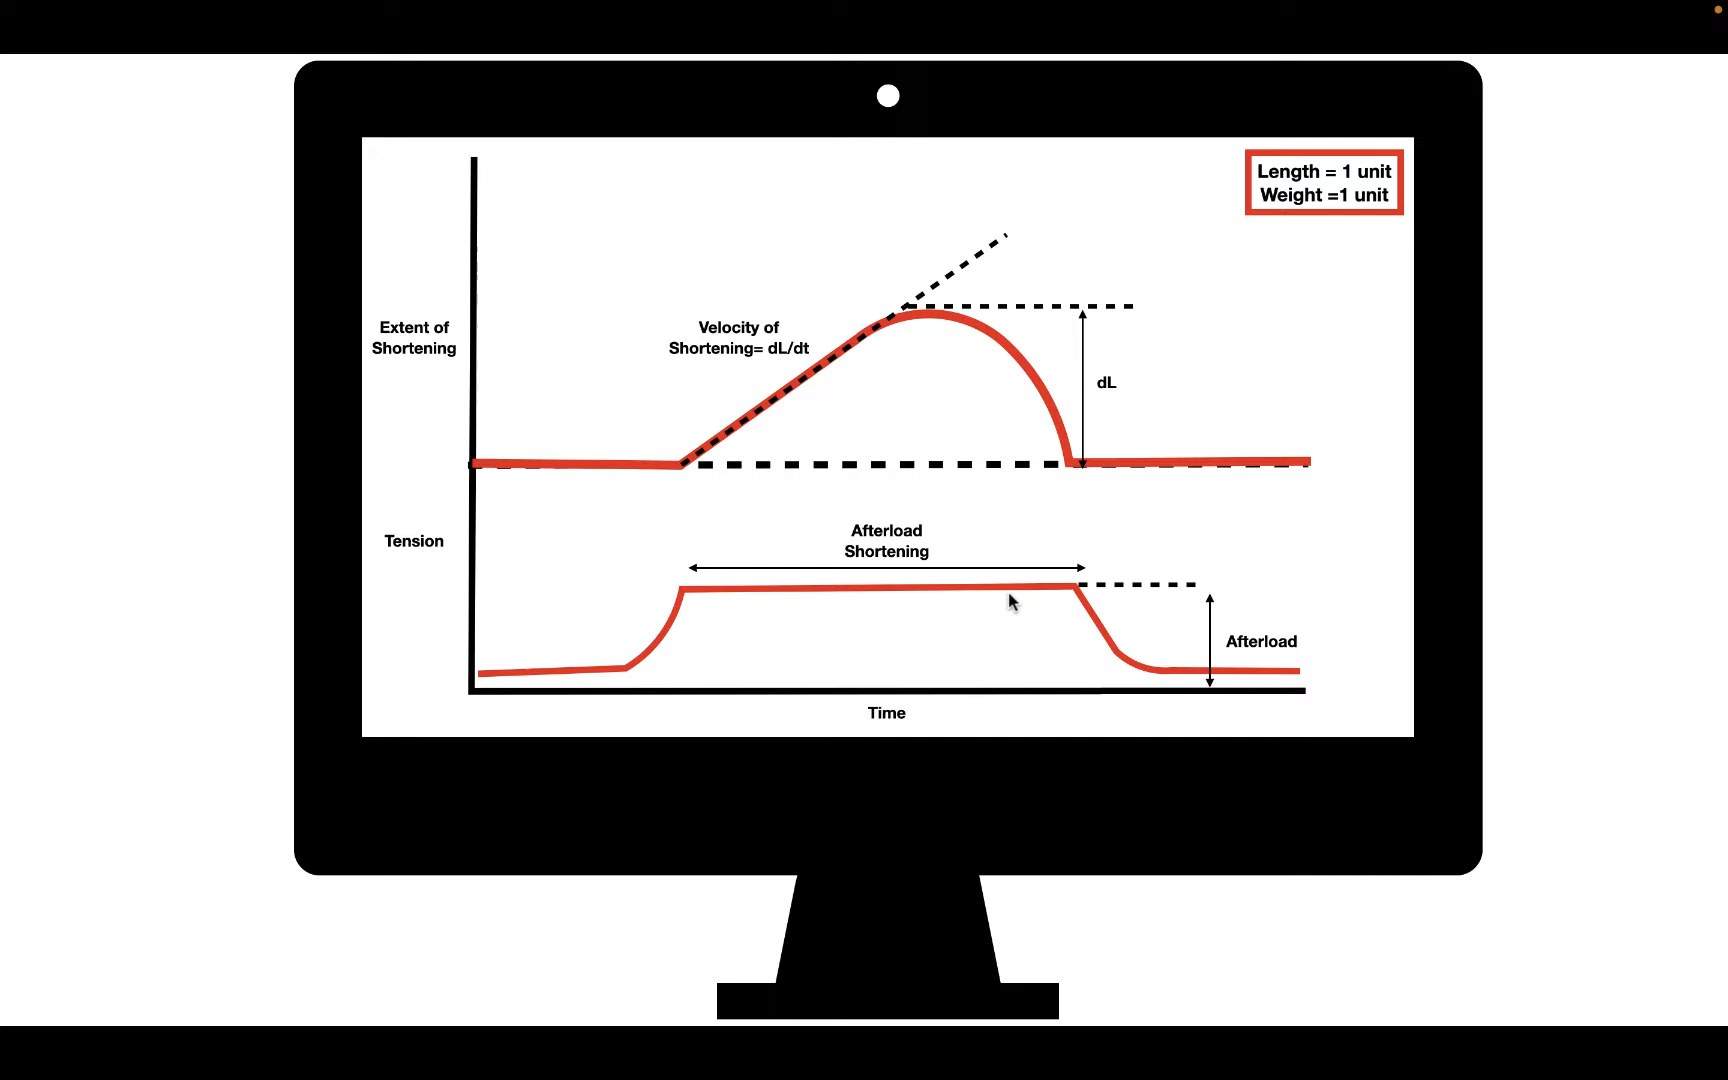 Length = 1 unit
Weight =1 unit
Extent of
Shortening
Velocity of
Shortening= dL/dt
dL
Tension
Afterload
Shortening
Afterload
Time